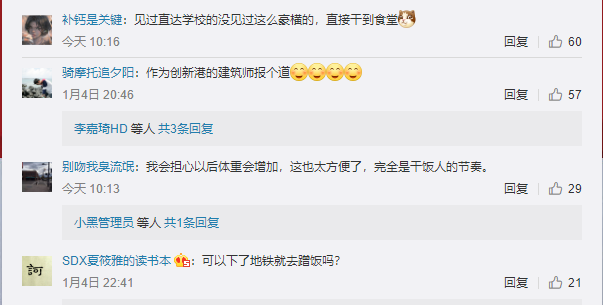 补钙是关键：见过直达学校的没见过这么豪横的，直接干到食堂
今天 10:16 回复 60
骑摩托追夕阳：作为创新港的建筑师报个道
1月4日 20:46 回复 57
李嘉琦HD 等人 共3条回复
别吻我臭流氓：我会担心以后体重会增加，这也太方便了，完全是干饭人的节奏。
今天 10:13 回复 29
小黑管理员 等人 共1条回复
訶
SDX夏筱雅的读书本：可以下了地铁就去蹭饭吗?
1月4日 22:41 回复 21